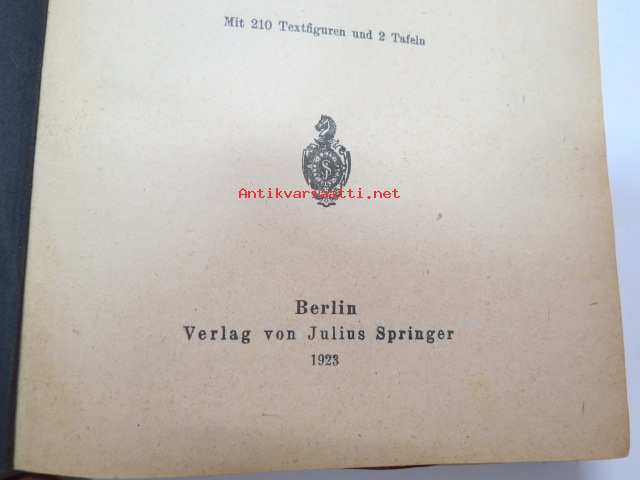 Mit 210 Textfiguren und 2 Tafeln
Antikvariaatti.net
Berlin
Verlag von Julius Springer
1923